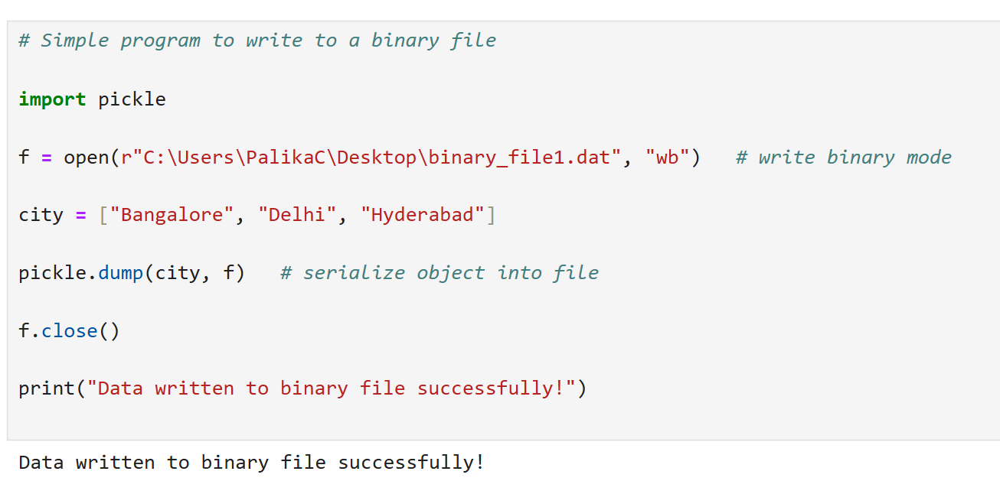 # Simple program to write to a binary file
import pickle
f = open(r"C:\Users\PalikaC\Desktop\binary_file1.dat", "wb")   # write binary mode
city = ["Bangalore", "Delhi", "Hyderabad"]
pickle.dump(city, f)   # serialize object into file
f.close()
print("Data written to binary file successfully!")
Data written to binary file successfully!